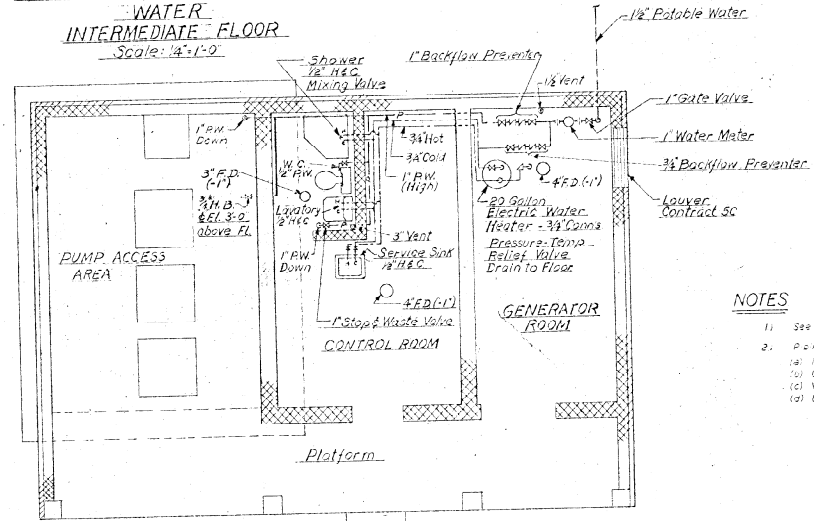 WATER
INTERMEDIATE FLOOR
Scale: 1/4"=1'-0"
1½" Potable Water
Shower
½" H&C
Mixing Valve
1" Backflow Preventer
1½ Vent
1" Gate Valve
1" P.W.
Down
¾" Hot
¾" Cold
1" P.W.
(High)
1" Water Meter
¾" Backflow Preventer
W.C.
½" P.W.
3" F.D.
(-1")
4" F.D. (-1")
¾" H.B.
₵ El. 3'-0"
above Fl.
Lavatory
½" H&C
20 Gallon
Electric Water
Heater - ¾" Conn's
Pressure-Temp
Relief Valve
Drain to Floor
Louver
Contract 5C
PUMP ACCESS
AREA
1" P.W.
Down
3" Vent
Service Sink
½" H&C
4" F.D. (-1")
1" Stop & Waste Valve
CONTROL ROOM
GENERATOR
ROOM
NOTES
1. See
2.
(a)
(b)
(c)
(d)
Platform